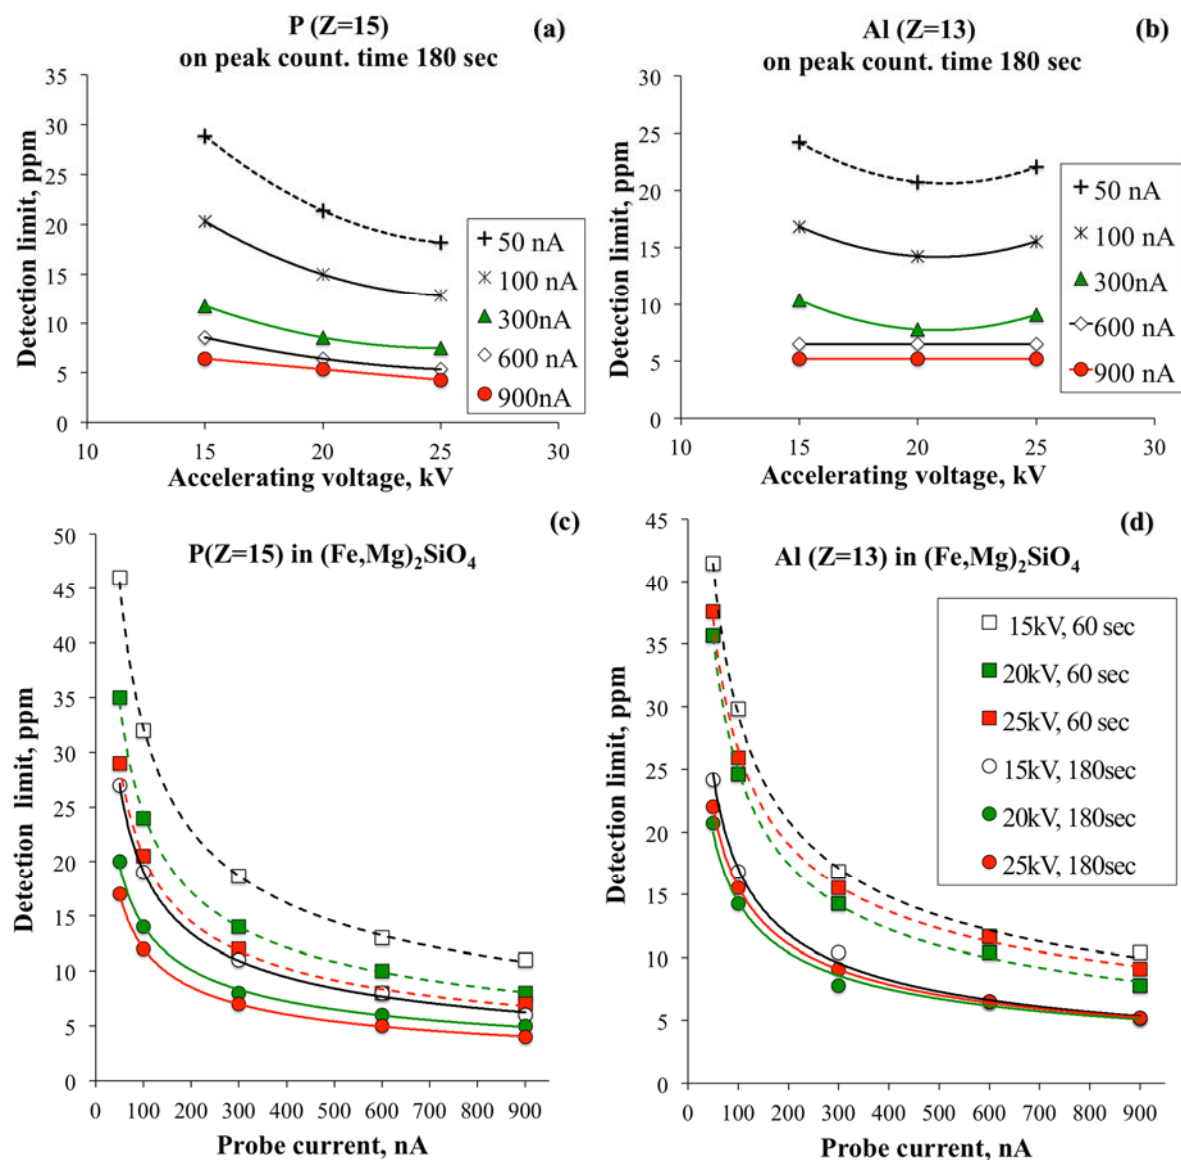 P (Z=15)
(a)
on peak count. time 180 sec
Detection limit, ppm
35
30
25
20
15
10
5
0
10
15
20
25
30
Accelerating voltage, kV
50 nA
100 nA
300nA
600 nA
900nA
Al (Z=13)
(b)
on peak count. time 180 sec
Detection limit, ppm
30
25
20
15
10
5
0
10
15
20
25
30
Accelerating voltage, kV
50 nA
100 nA
300nA
600 nA
900 nA
(c)
P(Z=15) in (Fe,Mg)₂SiO₄
Detection limit, ppm
50
45
40
35
30
25
20
15
10
5
0
0
100
200
300
400
500
600
700
800
900
Probe current, nA
(d)
Al (Z=13) in (Fe,Mg)₂SiO₄
Detection limit, ppm
45
40
35
30
25
20
15
10
5
0
0
100
200
300
400
500
600
700
800
900
Probe current, nA
15kV, 60 sec
20kV, 60 sec
25kV, 60 sec
15kV, 180sec
20kV, 180sec
25kV, 180sec